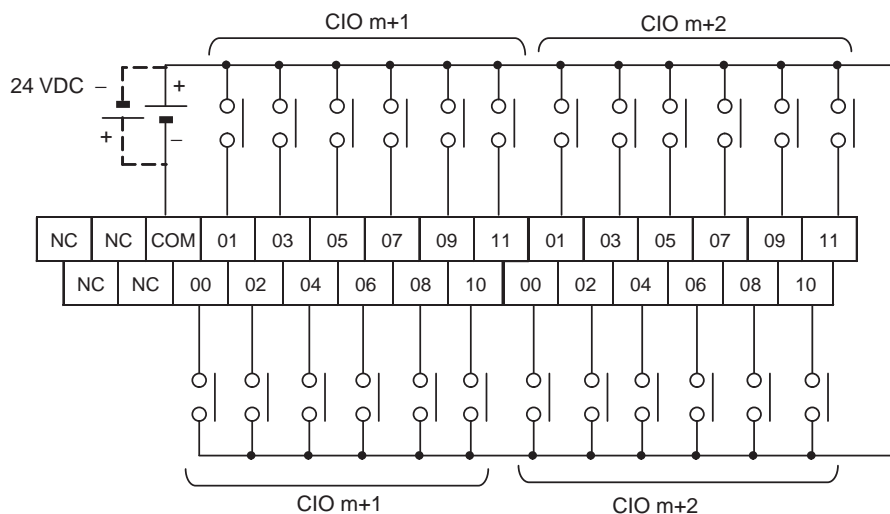 CIO m+1 CIO m+2
24 VDC – +
+ –
NC NC COM 01 03 05 07 09 11 01 03 05 07 09 11
NC NC 00 02 04 06 08 10 00 02 04 06 08 10
CIO m+1 CIO m+2